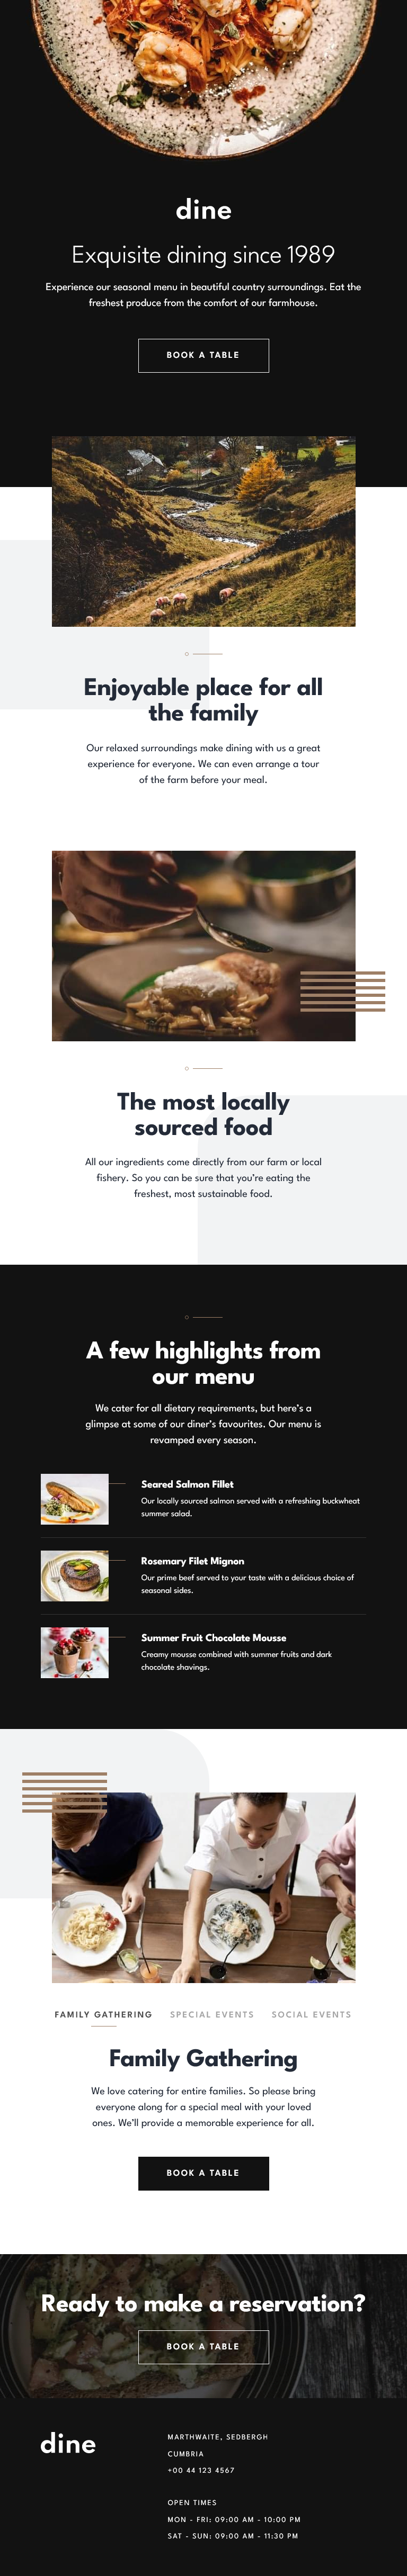 dine
Exquisite dining since 1989
Experience our seasonal menu in beautiful country surroundings. Eat the
freshest produce from the comfort of our farmhouse.
BOOK A TABLE
Enjoyable place for all
the family
Our relaxed surroundings make dining with us a great
experience for everyone. We can even arrange a tour
of the farm before your meal.
The most locally
sourced food
All our ingredients come directly from our farm or local
fishery. So you can be sure that you're eating the
freshest, most sustainable food.
A few highlights from
our menu
We cater for all dietary requirements, but here's a
glimpse at some of our diner's favourites. Our menu is
revamped every season.
Seared Salmon Fillet
Our locally sourced salmon served with a refreshing buckwheat
summer salad.
Rosemary Filet Mignon
Our prime beef served to your taste with a delicious choice of
seasonal sides.
Summer Fruit Chocolate Mousse
Creamy mousse combined with summer fruits and dark
chocolate shavings.
FAMILY GATHERING SPECIAL EVENTS SOCIAL EVENTS
Family Gathering
We love catering for entire families. So please bring
everyone along for a special meal with your loved
ones. We'll provide a memorable experience for all.
BOOK A TABLE
Ready to make a reservation?
BOOK A TABLE
dine
MARTHWAITE, SEDBERGH
CUMBRIA
+00 44 123 4567
OPEN TIMES
MON - FRI: 09:00 AM - 10:00 PM
SAT - SUN: 09:00 AM - 11:30 PM